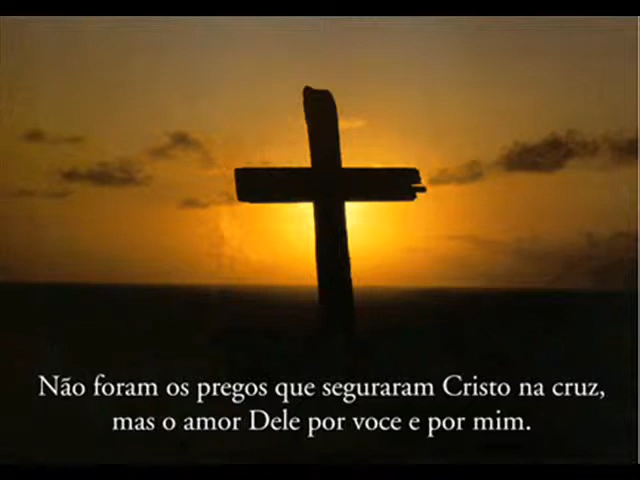 Não foram os pregos que seguraram Cristo na cruz,
mas o amor Dele por voce e por mim.